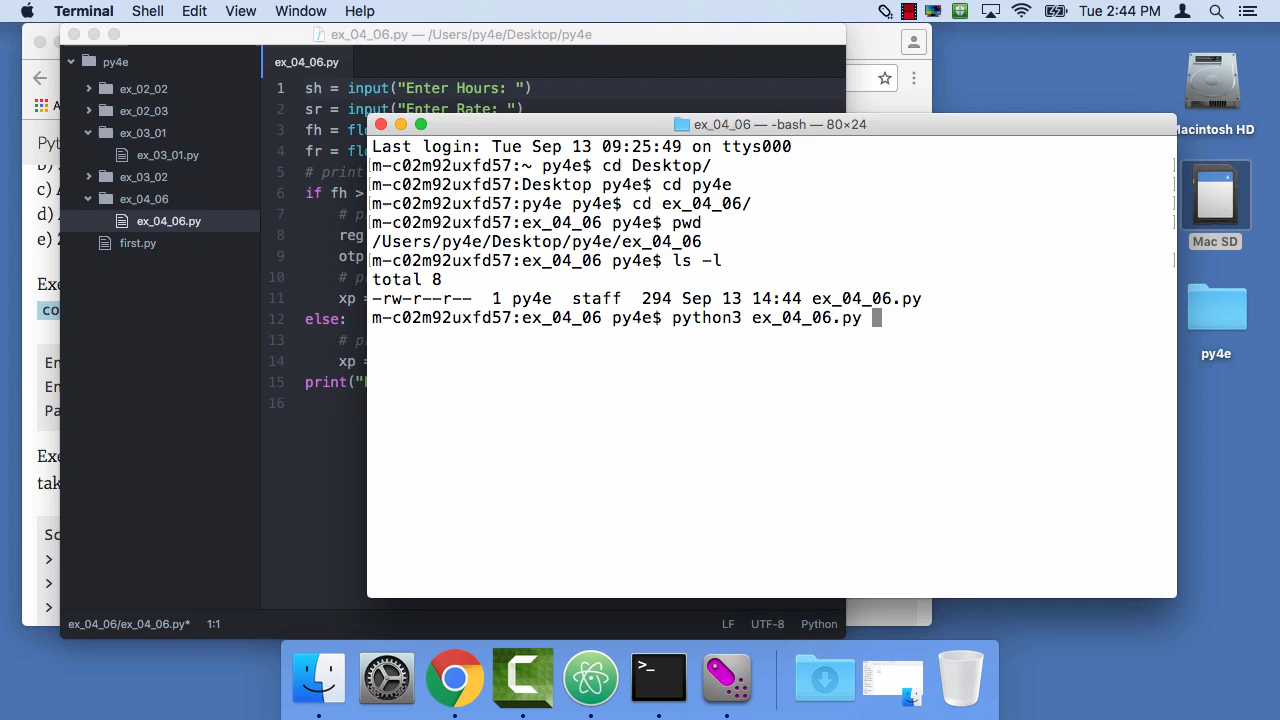 Terminal Shell Edit View Window Help Tue 2:44 PM
ex_04_06.py — /Users/py4e/Desktop/py4e
py4e
ex_02_02
ex_02_03
ex_03_01
ex_03_01.py
ex_03_02
ex_04_06
ex_04_06.py
first.py
ex_04_06.py
1 sh = input("Enter Hours: ")
2 sr = input("Enter Rate: ")
3 fh =
4 fr =
5 #
6 if fh >
7 #
8 reg
9 otp
10 #
11 xp =
12 else:
13 #
14 xp =
15 print("
16
ex_04_06 — -bash — 80×24
Last login: Tue Sep 13 09:25:49 on ttys000
m-c02m92uxfd57:~ py4e$ cd Desktop/
m-c02m92uxfd57:Desktop py4e$ cd py4e
m-c02m92uxfd57:py4e py4e$ cd ex_04_06/
m-c02m92uxfd57:ex_04_06 py4e$ pwd
/Users/py4e/Desktop/py4e/ex_04_06
m-c02m92uxfd57:ex_04_06 py4e$ ls -l
total 8
-rw-r--r-- 1 py4e staff 294 Sep 13 14:44 ex_04_06.py
m-c02m92uxfd57:ex_04_06 py4e$ python3 ex_04_06.py
ex_04_06/ex_04_06.py* 1:1 LF UTF-8 Python
c)
d)
e)
Macintosh HD
Mac SD
py4e